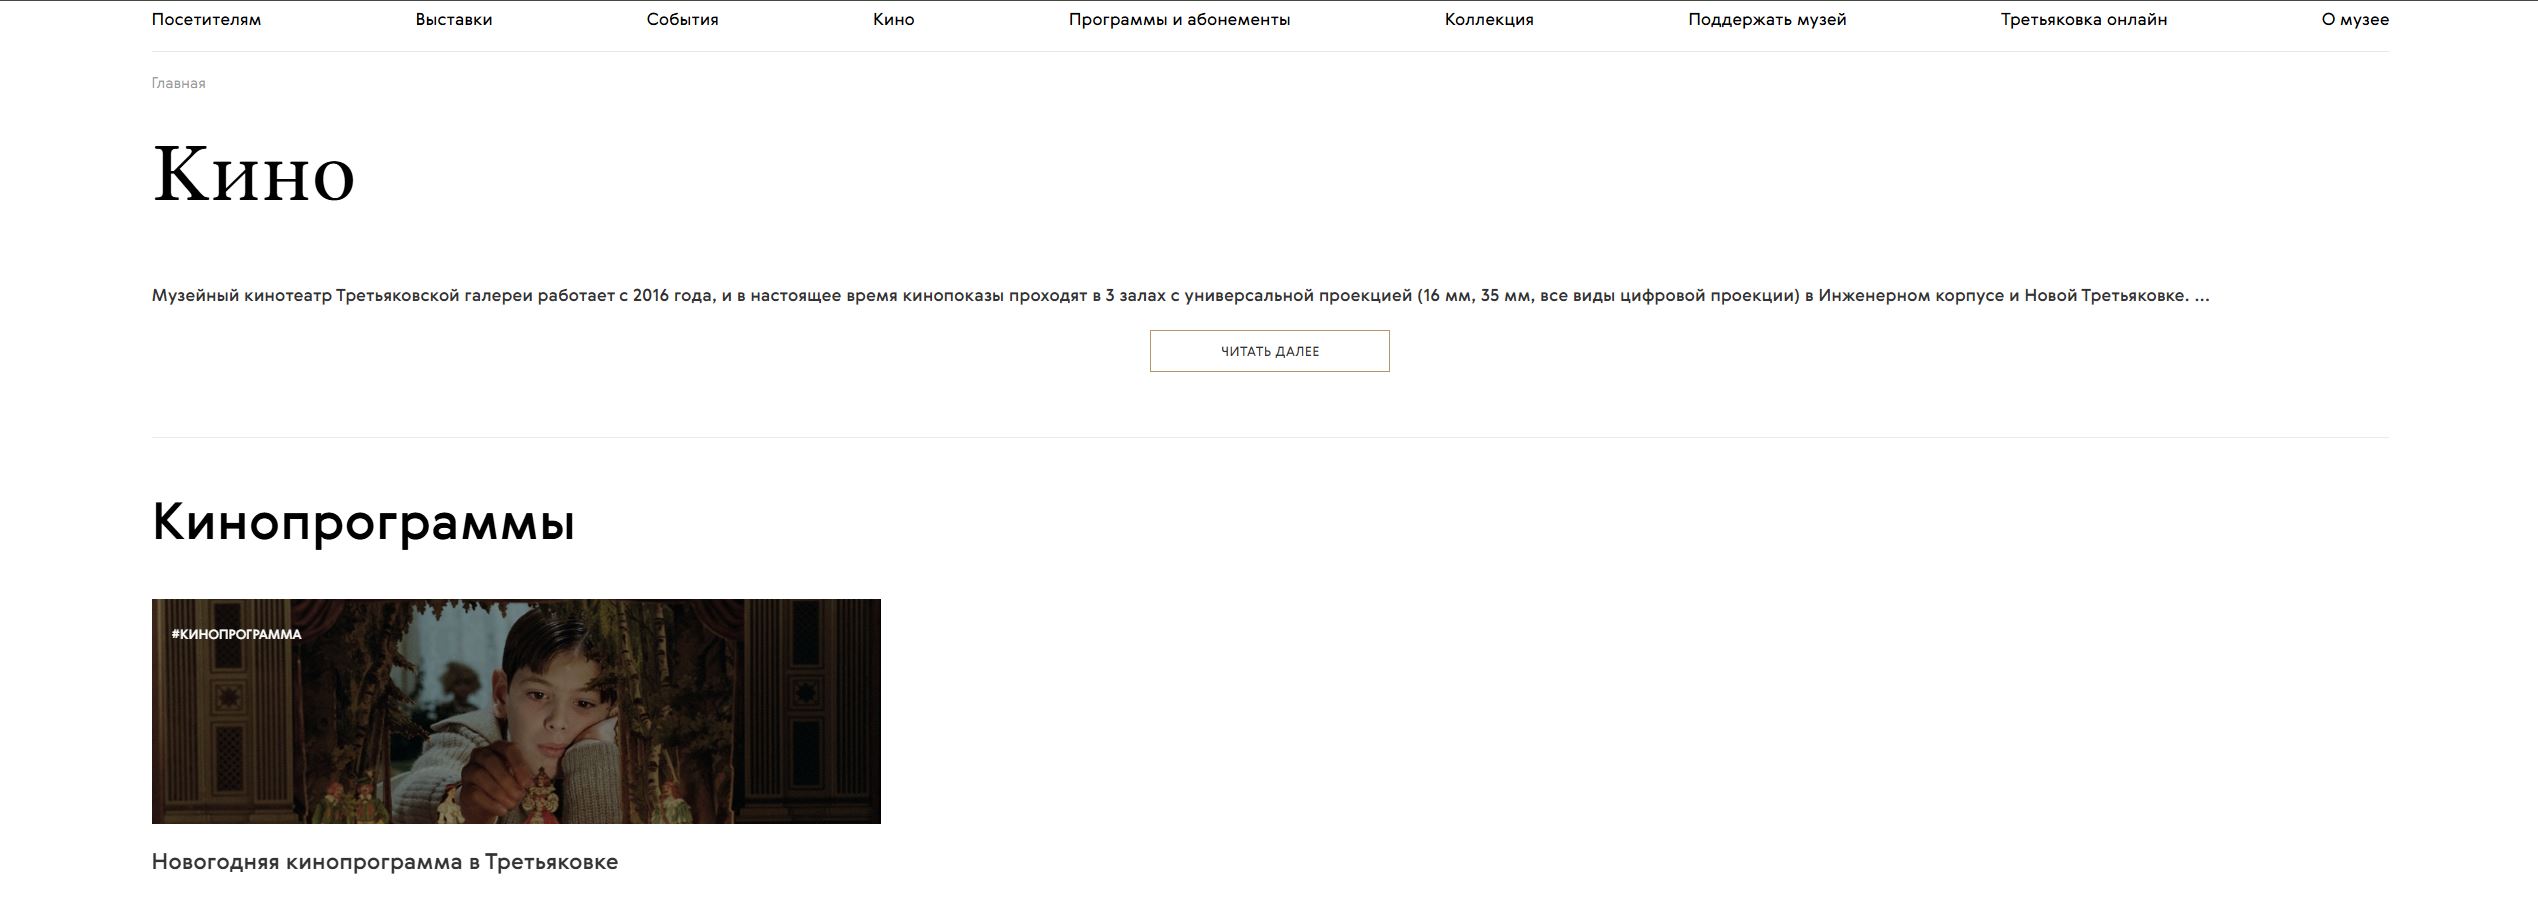 Посетителям Выставки События Кино Программы и абонементы Коллекция Поддержать музей Третьяковка онлайн О музее
Главная
Кино
Музейный кинотеатр Третьяковской галереи работает с 2016 года, и в настоящее время кинопоказы проходят в 3 залах с универсальной проекцией (16 мм, 35 мм, все виды цифровой проекции) в Инженерном корпусе и Новой Третьяковке. ...
ЧИТАТЬ ДАЛЕЕ
Кинопрограммы
#КИНОПРОГРАММА
Новогодняя кинопрограмма в Третьяковке